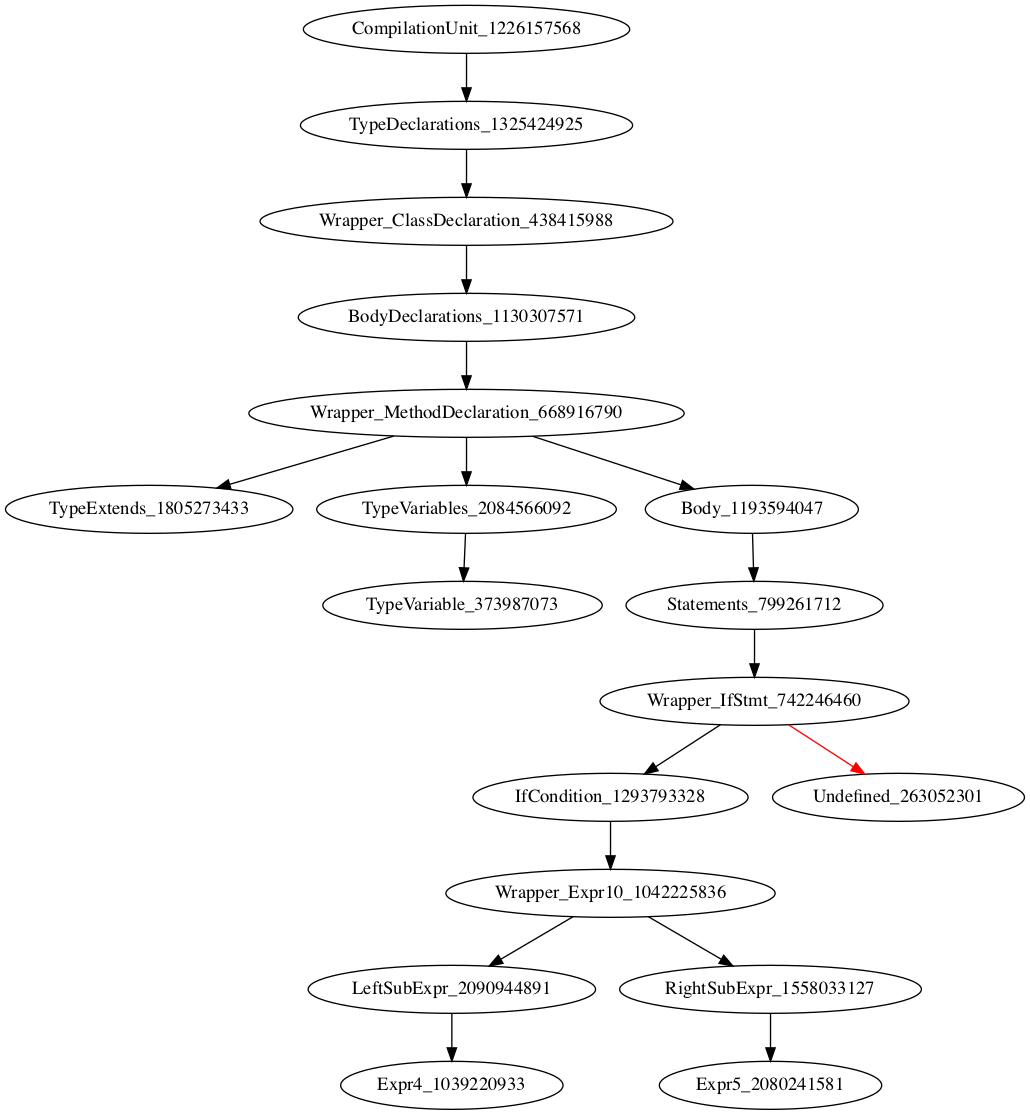 CompilationUnit_1226157568
TypeDeclarations_1325424925
Wrapper_ClassDeclaration_438415988
BodyDeclarations_1130307571
Wrapper_MethodDeclaration_668916790
TypeExtends_1805273433
TypeVariables_2084566092
Body_1193594047
TypeVariable_373987073
Statements_799261712
Wrapper_IfStmt_742246460
IfCondition_1293793328
Undefined_263052301
Wrapper_Expr10_1042225836
LeftSubExpr_2090944891
RightSubExpr_1558033127
Expr4_1039220933
Expr5_2080241581